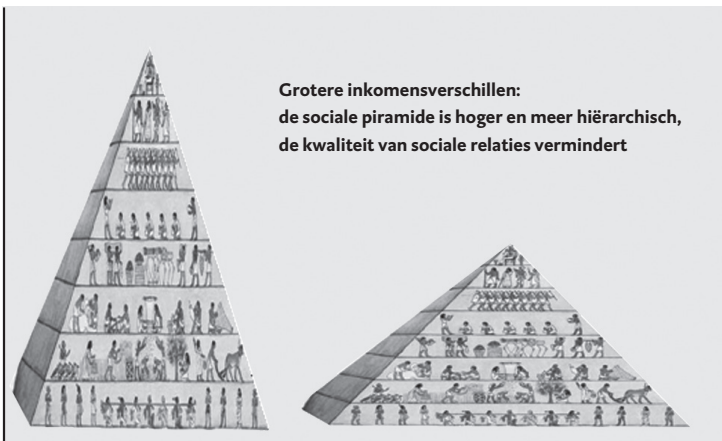 Grotere inkomensverschillen:
de sociale piramide is hoger en meer hiërarchisch,
de kwaliteit van sociale relaties vermindert